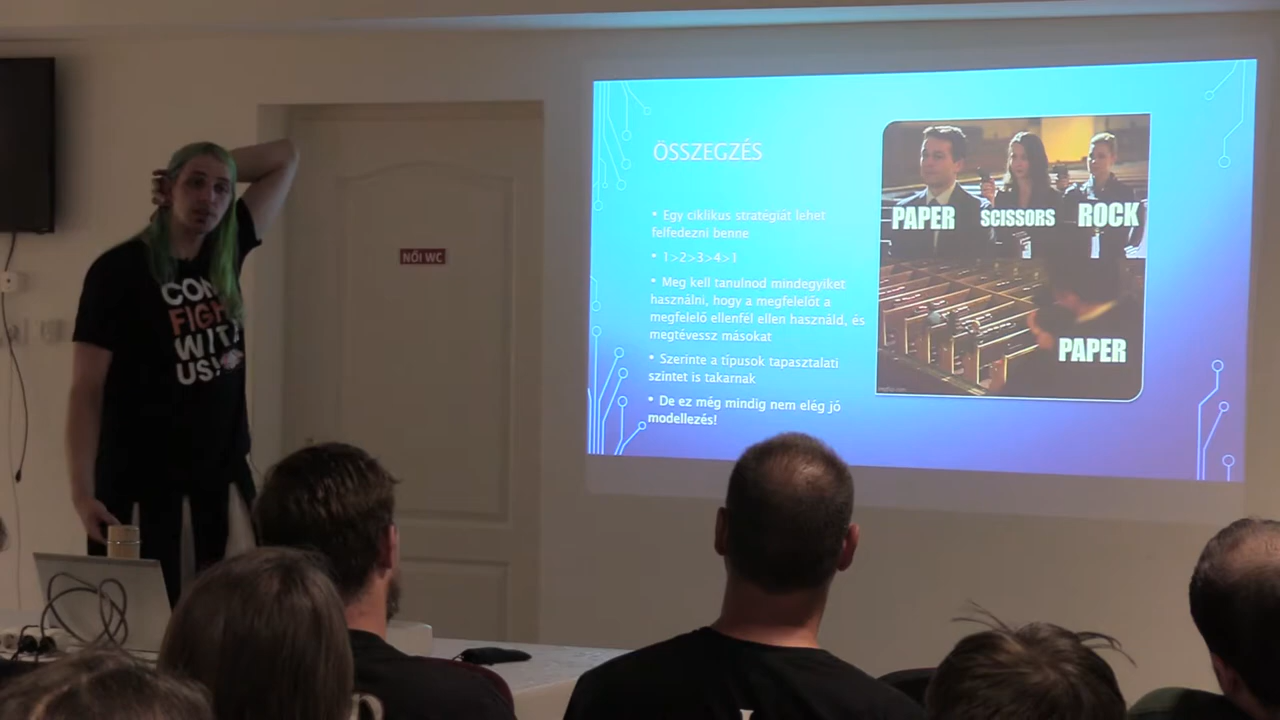 NŐI WC
CON
FIGH
WITH
US!
ÖSSZEGZÉS
• Egy ciklikus stratégiát lehet
felfedezni benne
• 1>2>3>4>1
• Meg kell tanulnod mindegyiket
használni, hogy a megfelelőt a
megfelelő ellenfél ellen használd, és
megtévessz másokat
• Szerinte a típusok tapasztalati
szintet is takarnak
• De ez még mindig nem elég jó
modellezés!
PAPER
SCISSORS
ROCK
PAPER